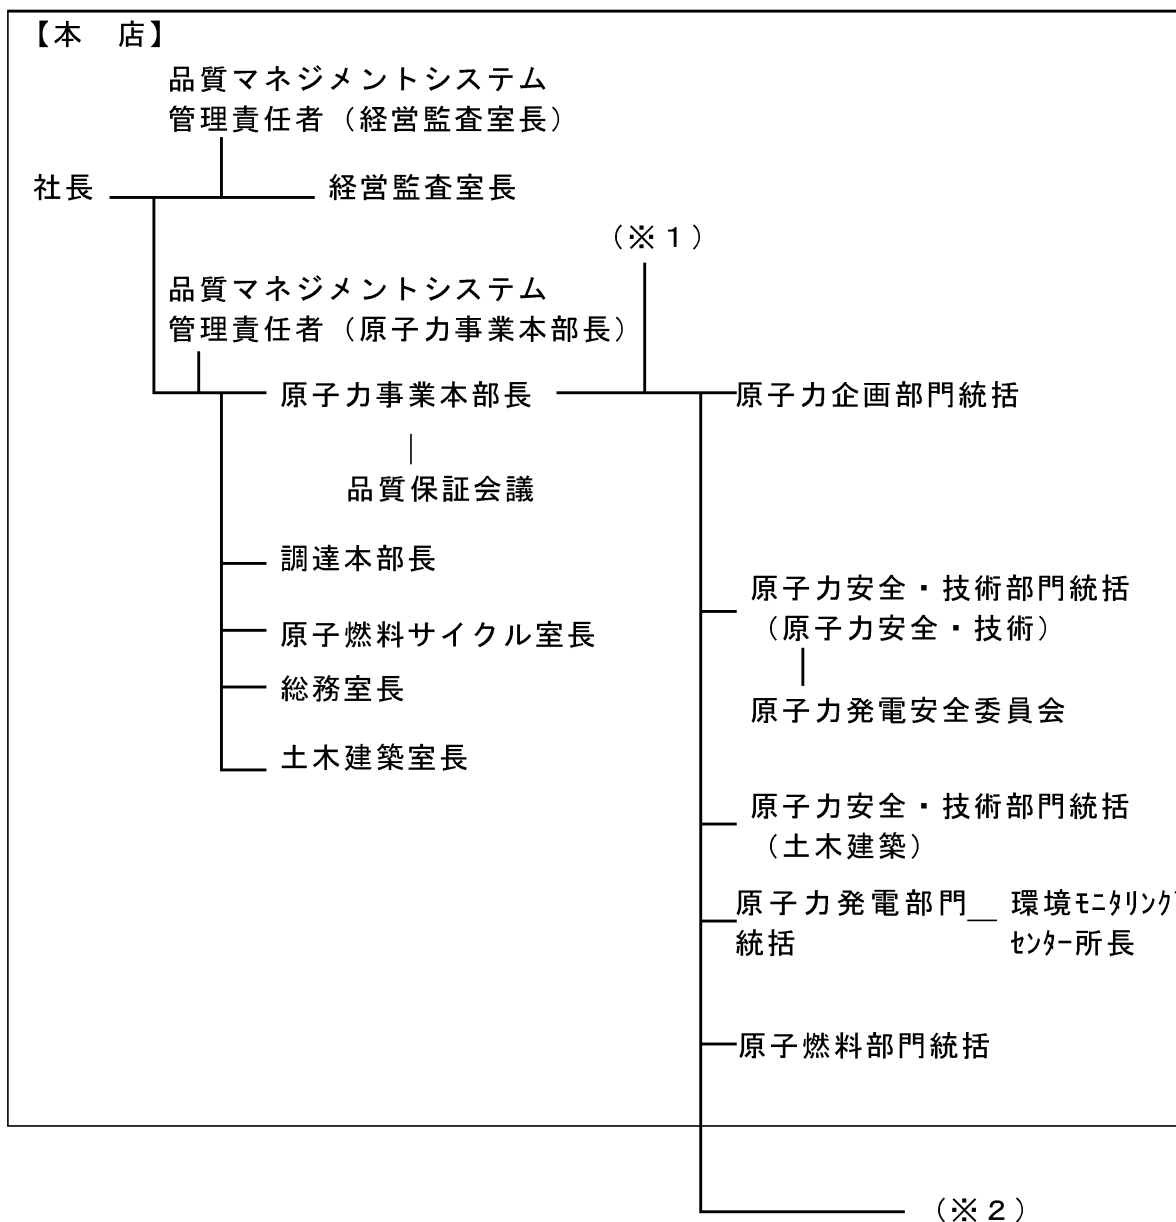 【本　店】
品質マネジメントシステム
管理責任者（経営監査室長）
社長
経営監査室長
（※１）
品質マネジメントシステム
管理責任者（原子力事業本部長）
原子力事業本部長
原子力企画部門統括
品質保証会議
調達本部長
原子燃料サイクル室長
総務室長
土木建築室長
原子力安全・技術部門統括
（原子力安全・技術）
原子力発電安全委員会
原子力安全・技術部門統括
（土木建築）
原子力発電部門
統括
環境ﾓﾆﾀﾘﾝｸﾞ
ｾﾝﾀｰ所長
原子燃料部門統括
（※２）